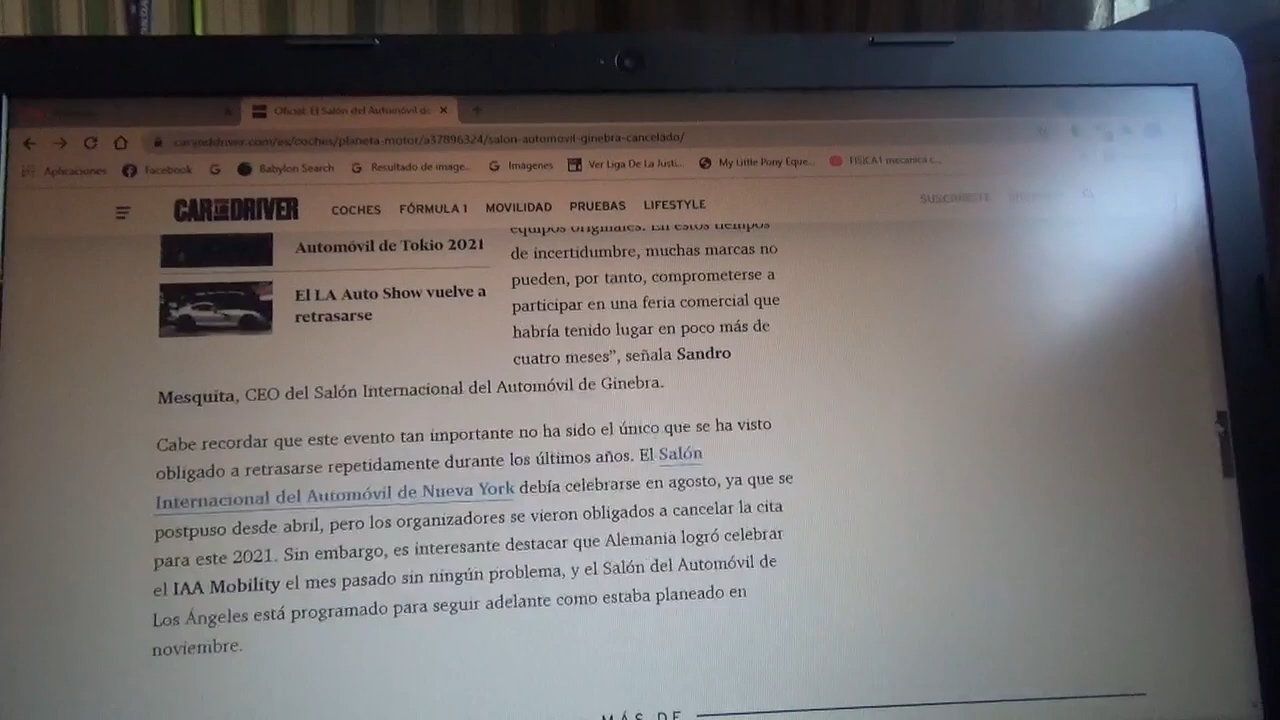 Oficial: El Salón del Automóvil de
caranddriver.com/es/coches/planeta-motor/a37896324/salon-automovil-ginebra-cancelado/
Aplicaciones Facebook G Babylon Search Resultado de image... Imágenes Ver Liga De La Justi... My Little Pony Eque... FÍSICA1 mecanica c...
CAR AND DRIVER COCHES FÓRMULA 1 MOVILIDAD PRUEBAS LIFESTYLE SUSCRÍBETE
Automóvil de Tokio 2021
El LA Auto Show vuelve a
retrasarse
equipos originales. En estos tiempos
de incertidumbre, muchas marcas no
pueden, por tanto, comprometerse a
participar en una feria comercial que
habría tenido lugar en poco más de
cuatro meses”, señala Sandro
Mesquita, CEO del Salón Internacional del Automóvil de Ginebra.
Cabe recordar que este evento tan importante no ha sido el único que se ha visto
obligado a retrasarse repetidamente durante los últimos años. El Salón
Internacional del Automóvil de Nueva York debía celebrarse en agosto, ya que se
postpuso desde abril, pero los organizadores se vieron obligados a cancelar la cita
para este 2021. Sin embargo, es interesante destacar que Alemania logró celebrar
el IAA Mobility el mes pasado sin ningún problema, y el Salón del Automóvil de
Los Ángeles está programado para seguir adelante como estaba planeado en
noviembre.
MÁS DE